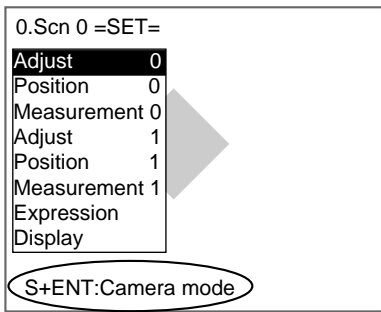 0.Scn 0 =SET=
Adjust 0
Position 0
Measurement 0
Adjust 1
Position 1
Measurement 1
Expression
Display
S+ENT:Camera mode